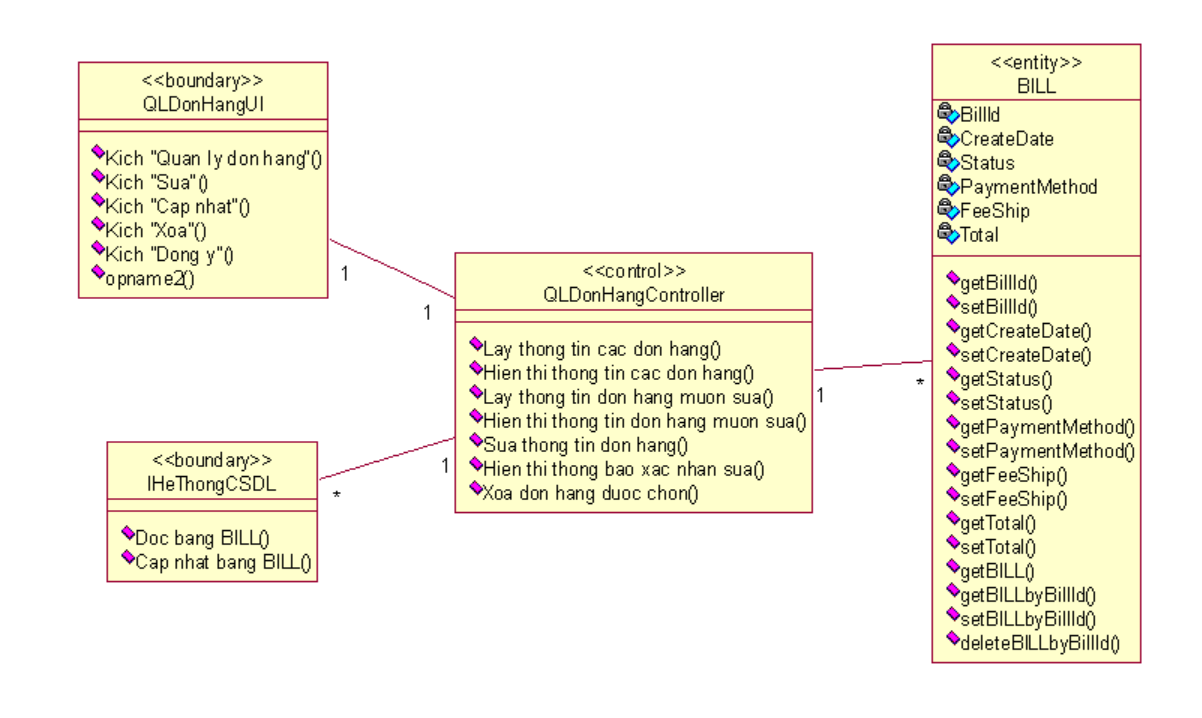 <<boundary>>
QLDonHangUI
Kich "Quan ly don hang"()
Kich "Sua"()
Kich "Cap nhat"()
Kich "Xoa"()
Kich "Dong y"()
opname2()
1
1
<<control>>
QLDonHangController
Lay thong tin cac don hang()
Hien thi thong tin cac don hang()
Lay thong tin don hang muon sua()
Hien thi thong tin don hang muon sua()
Sua thong tin don hang()
Hien thi thong bao xac nhan sua()
Xoa don hang duoc chon()
1
*
<<boundary>>
IHeThongCSDL
Doc bang BILL()
Cap nhat bang BILL()
1
*
<<entity>>
BILL
BillId
CreateDate
Status
PaymentMethod
FeeShip
Total
getBillId()
setBillId()
getCreateDate()
setCreateDate()
getStatus()
setStatus()
getPaymentMethod()
setPaymentMethod()
getFeeShip()
setFeeShip()
getTotal()
setTotal()
getBILL()
getBILLbyBillId()
setBILLbyBillId()
deleteBILLbyBillId()